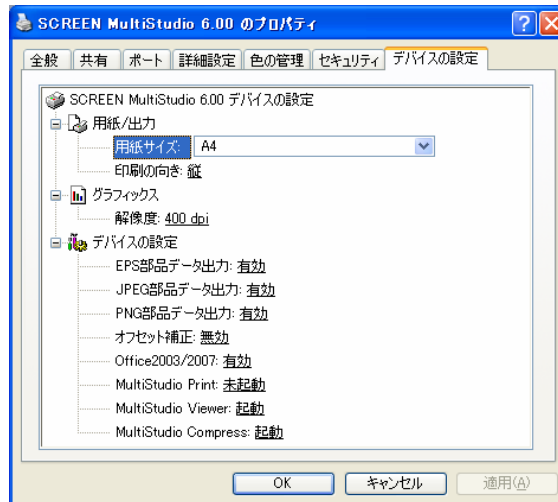 SCREEN MultiStudio 6.00 のプロパティ
全般 共有 ポート 詳細設定 色の管理 セキュリティ デバイスの設定
SCREEN MultiStudio 6.00 デバイスの設定
用紙/出力
用紙サイズ: A4
印刷の向き: 縦
グラフィックス
解像度: 400 dpi
デバイスの設定
EPS部品データ出力: 有効
JPEG部品データ出力: 有効
PNG部品データ出力: 有効
オフセット補正: 無効
Office2003/2007: 有効
MultiStudio Print: 未起動
MultiStudio Viewer: 起動
MultiStudio Compress: 起動
OK キャンセル 適用(A)